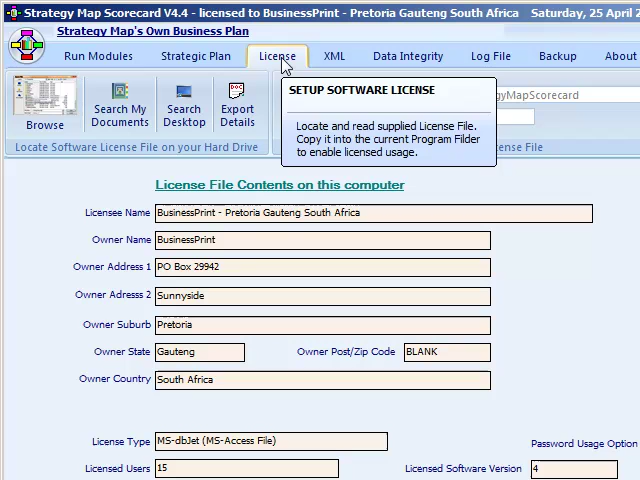 Strategy Map Scorecard V4.4 - licensed to BusinessPrint - Pretoria Gauteng South Africa Saturday, 25 April 2
Strategy Map's Own Business Plan
Run Modules Strategic Plan License XML Data Integrity Log File Backup About
SETUP SOFTWARE LICENSE
Locate and read supplied License File.
Copy it into the current Program Filder
to enable licensed usage.
Browse
Search My
Documents
Search
Desktop
Export
Details
gyMapScorecard
Locate Software License File on your Hard Drive
ense File
License File Contents on this computer
Licensee Name BusinessPrint - Pretoria Gauteng South Africa
Owner Name BusinessPrint
Owner Address 1 PO Box 29942
Owner Adresss 2 Sunnyside
Owner Suburb Pretoria
Owner State Gauteng Owner Post/Zip Code BLANK
Owner Country South Africa
License Type MS-dbJet (MS-Access File) Password Usage Option
Licensed Users 15 Licensed Software Version 4